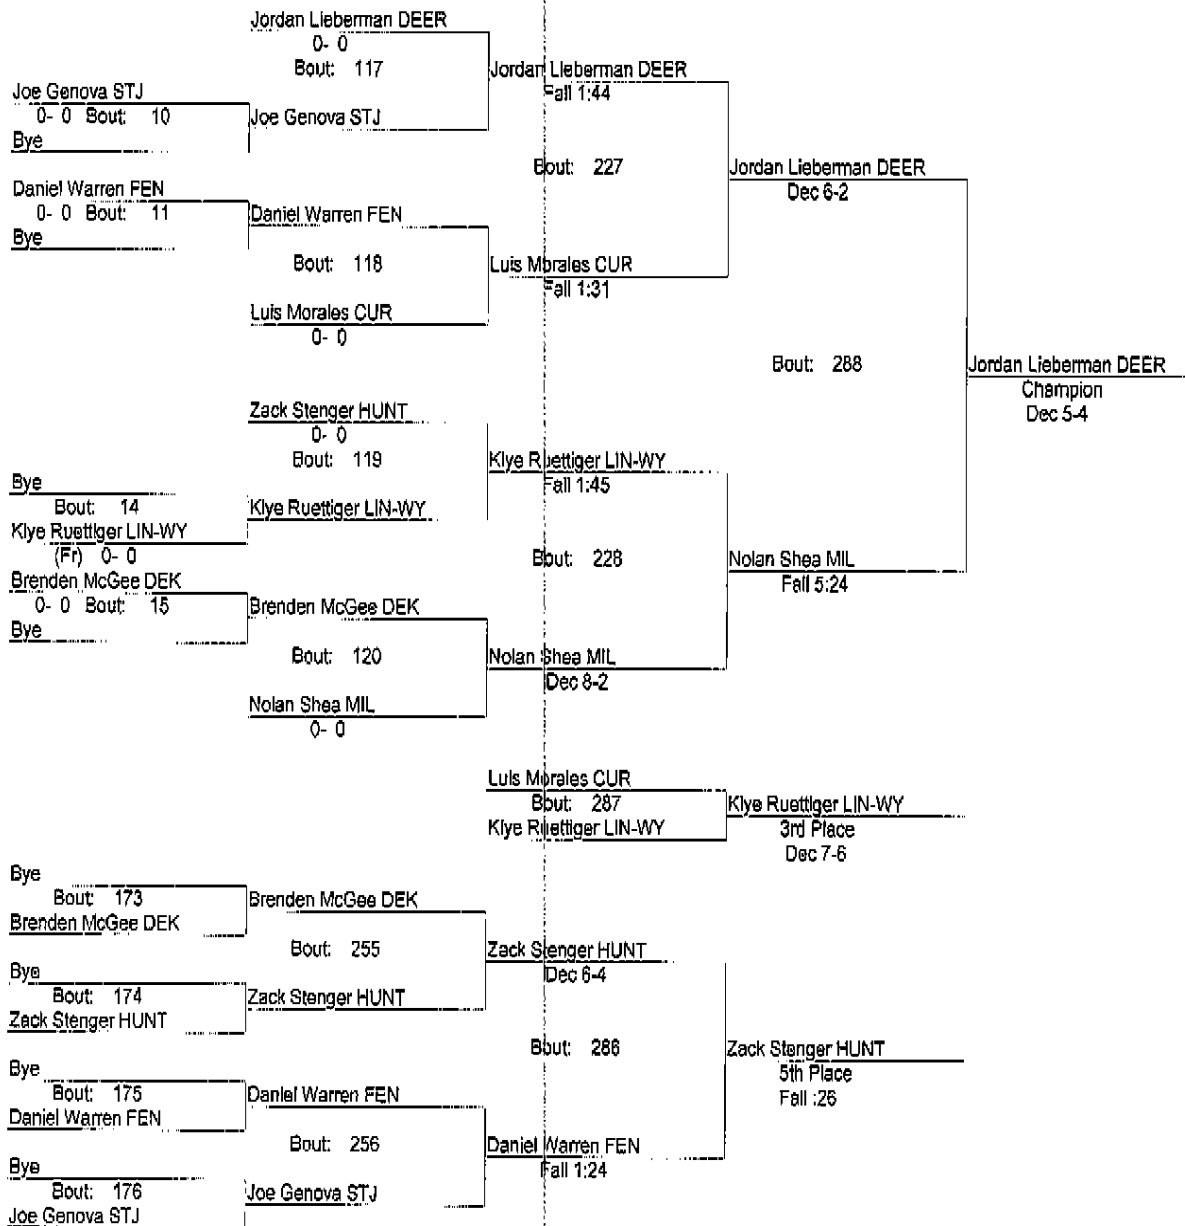 Jordan Lieberman DEER
0- 0
Bout: 117
Jordan Lieberman DEER
Fall 1:44
Joe Genova STJ
0- 0 Bout: 10
Joe Genova STJ
Bye
Bout: 227
Jordan Lieberman DEER
Dec 6-2
Daniel Warren FEN
0- 0 Bout: 11
Daniel Warren FEN
Bye
Bout: 118
Luis Morales CUR
Fall 1:31
Luis Morales CUR
0- 0
Bout: 288
Jordan Lieberman DEER
Champion
Dec 5-4
Zack Stenger HUNT
0- 0
Bout: 119
Klye Ruettiger LIN-WY
Fall 1:45
Bye
Bout: 14
Klye Ruettiger LIN-WY
Klye Ruettiger LIN-WY
(Fr) 0- 0
Bout: 228
Nolan Shea MIL
Fall 5:24
Brenden McGee DEK
0- 0 Bout: 15
Brenden McGee DEK
Bye
Bout: 120
Nolan Shea MIL
Dec 8-2
Nolan Shea MIL
0- 0
Luis Morales CUR
Bout: 287
Klye Ruettiger LIN-WY
Klye Ruettiger LIN-WY
3rd Place
Dec 7-6
Bye
Bout: 173
Brenden McGee DEK
Brenden McGee DEK
Bout: 255
Zack Stenger HUNT
Dec 6-4
Bye
Bout: 174
Zack Stenger HUNT
Zack Stenger HUNT
Bout: 286
Zack Stenger HUNT
5th Place
Fall :26
Bye
Bout: 175
Daniel Warren FEN
Daniel Warren FEN
Bout: 256
Daniel Warren FEN
Fall 1:24
Bye
Bout: 176
Joe Genova STJ
Joe Genova STJ